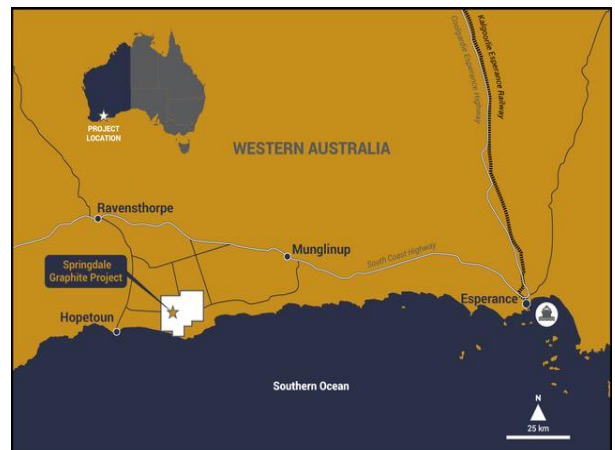 PROJECT
LOCATION
WESTERN AUSTRALIA
Coolgardie Esperance Highway
Kalgoorlie Esperance Railway
Ravensthorpe
Munglinup
South Coast Highway
Springdale
Graphite Project
Esperance
Hopetoun
Southern Ocean
N
25 km